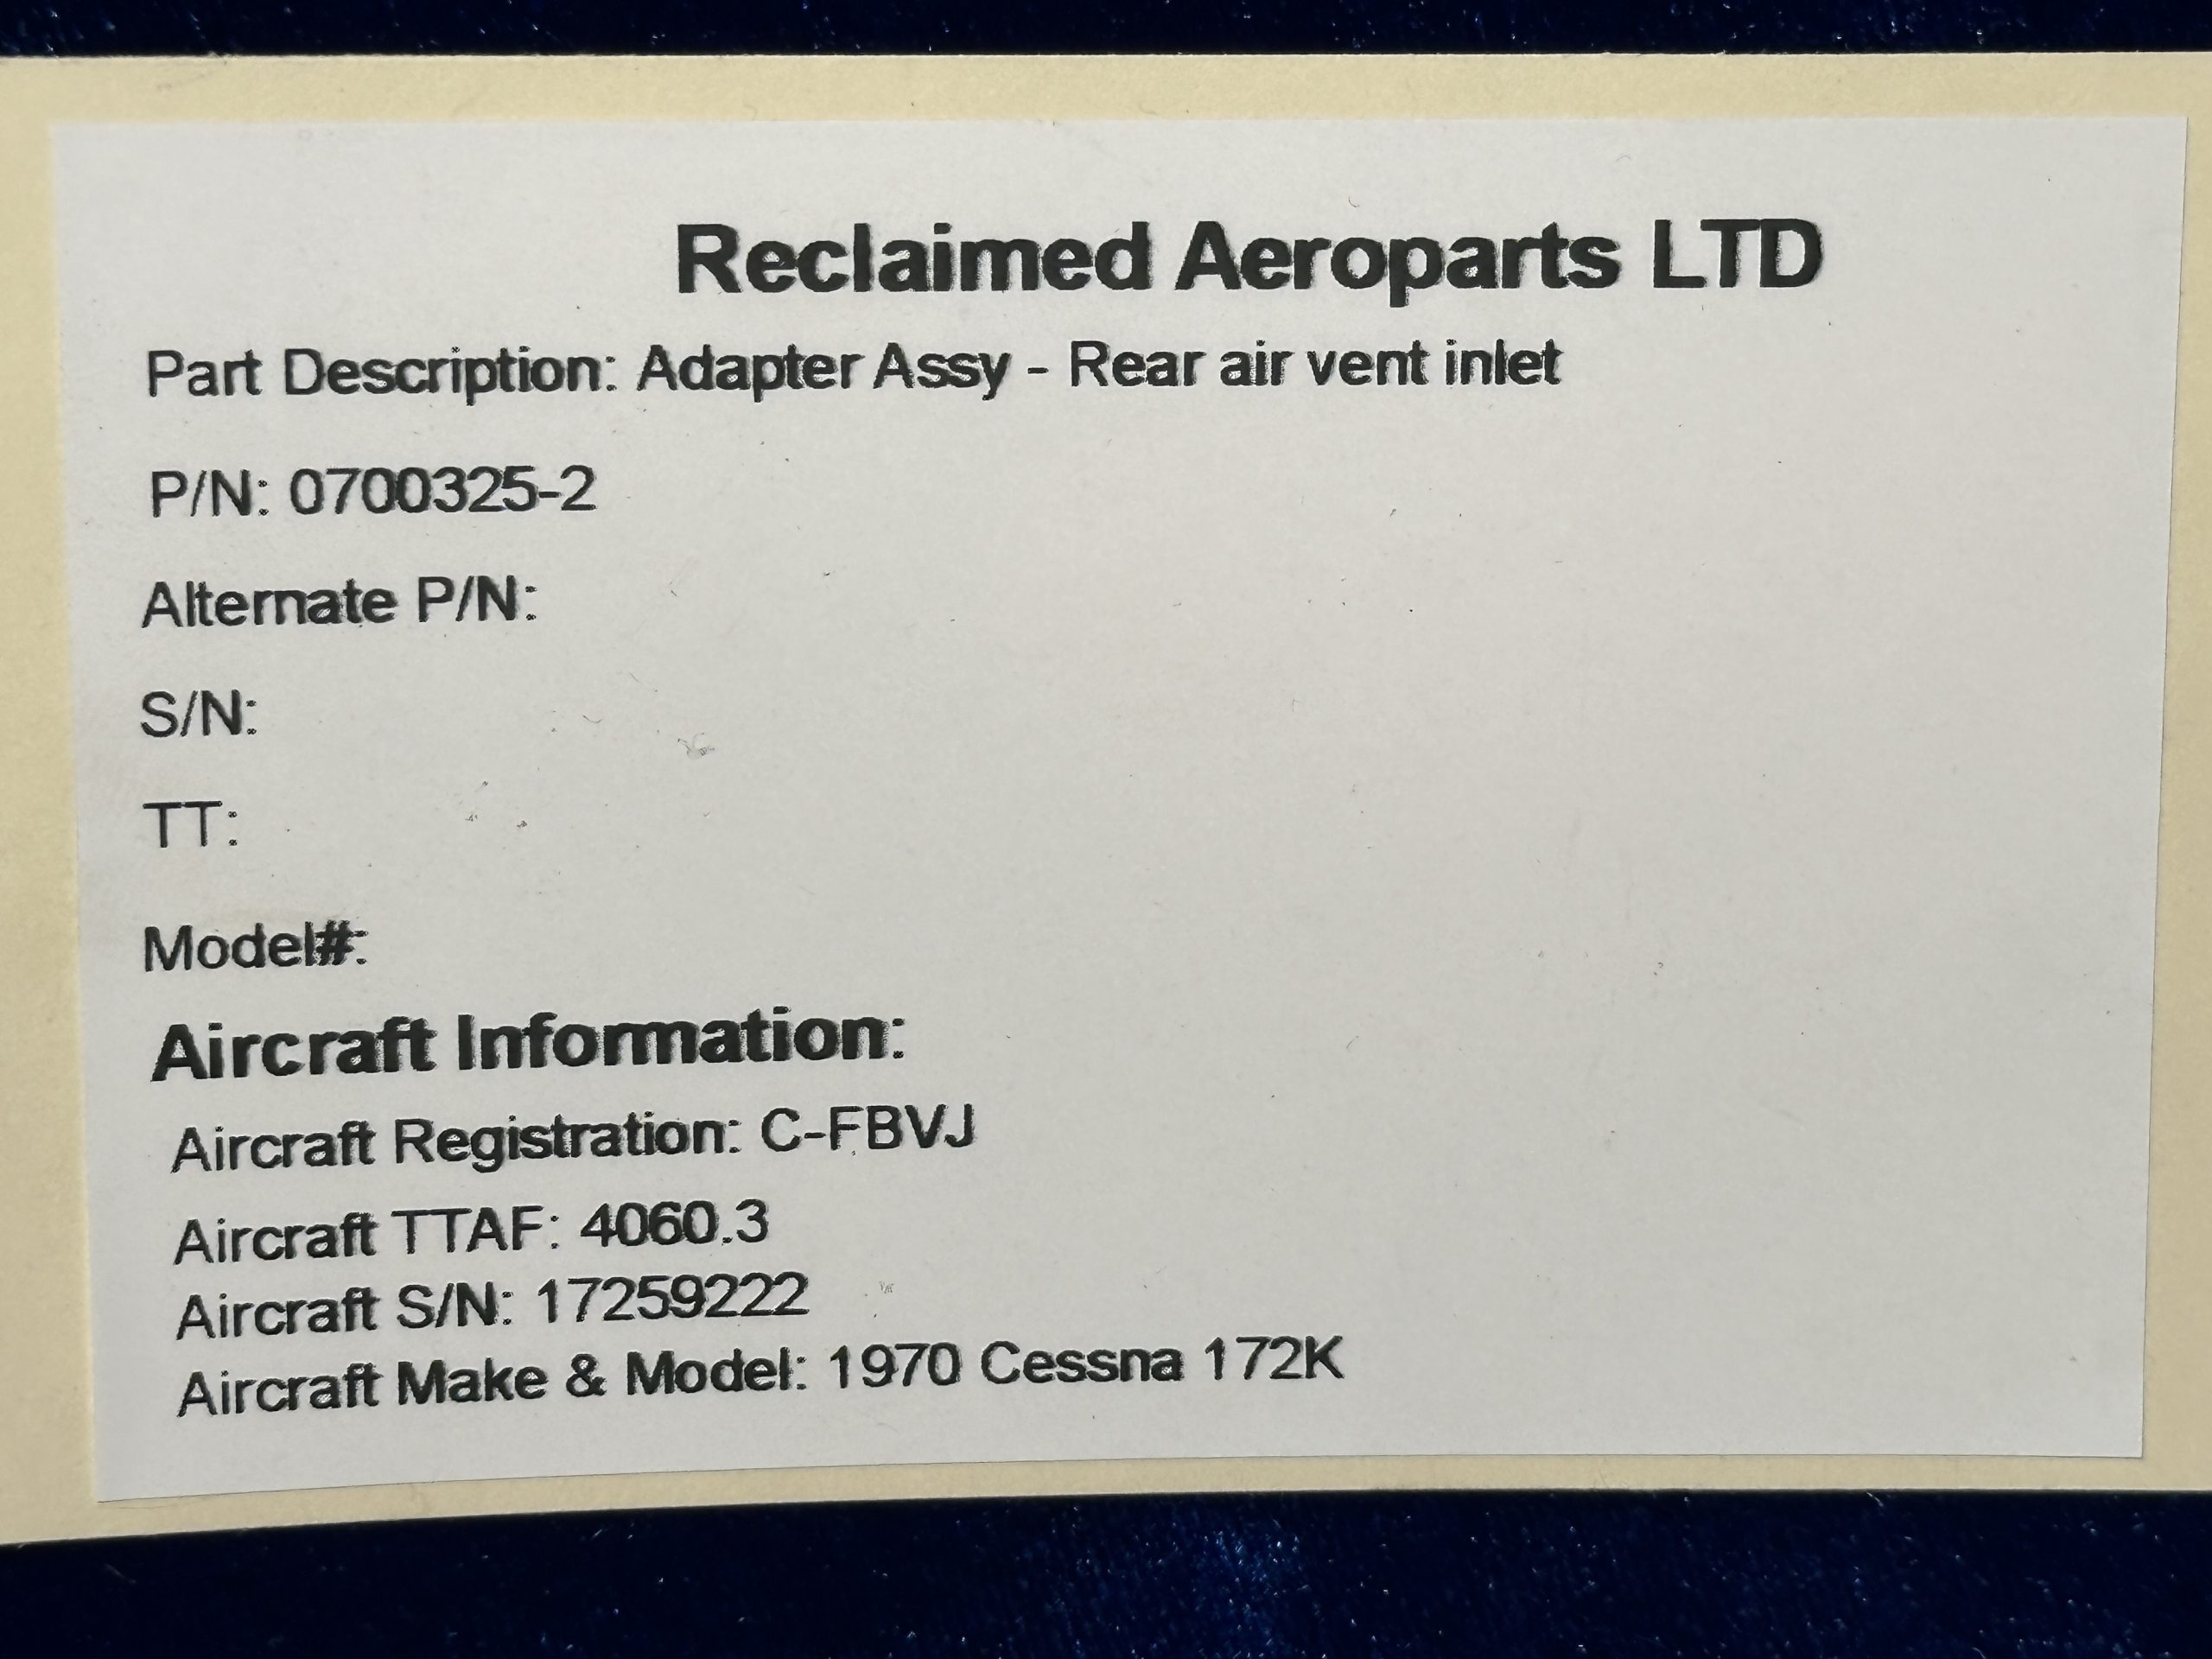 Reclaimed Aeroparts LTD
Part Description: Adapter Assy - Rear air vent inlet
P/N: 0700325-2
Alternate P/N:
S/N:
TT:
Model#:
Aircraft Information:
Aircraft Registration: C-FBVJ
Aircraft TTAF: 4060.3
Aircraft S/N: 17259222
Aircraft Make & Model: 1970 Cessna 172K